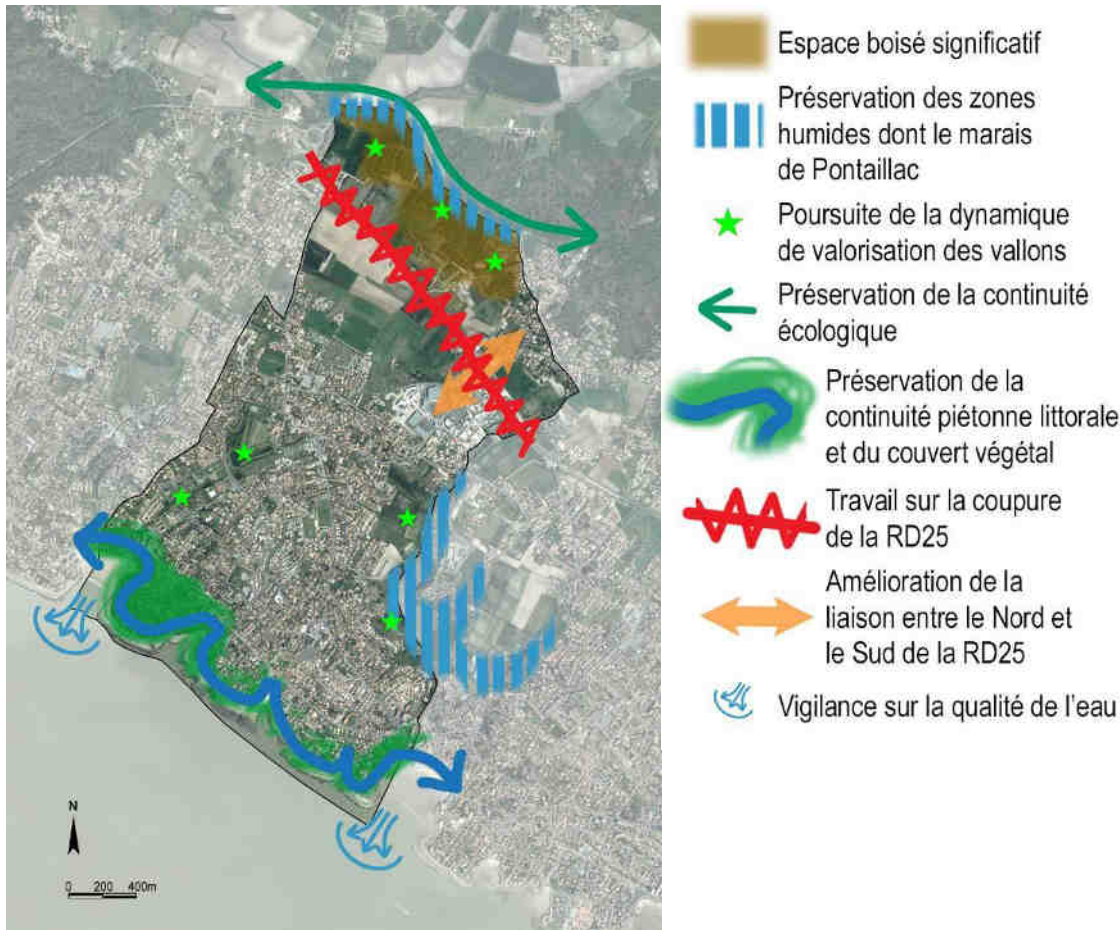 Espace boisé significatif
Préservation des zones
humides dont le marais
de Pontaillac
Poursuite de la dynamique
de valorisation des vallons
Préservation de la continuité
écologique
Préservation de la
continuité piétonne littorale
et du couvert végétal
Travail sur la coupure
de la RD25
Amélioration de la
liaison entre le Nord et
le Sud de la RD25
Vigilance sur la qualité de l'eau
N
0 200 400m